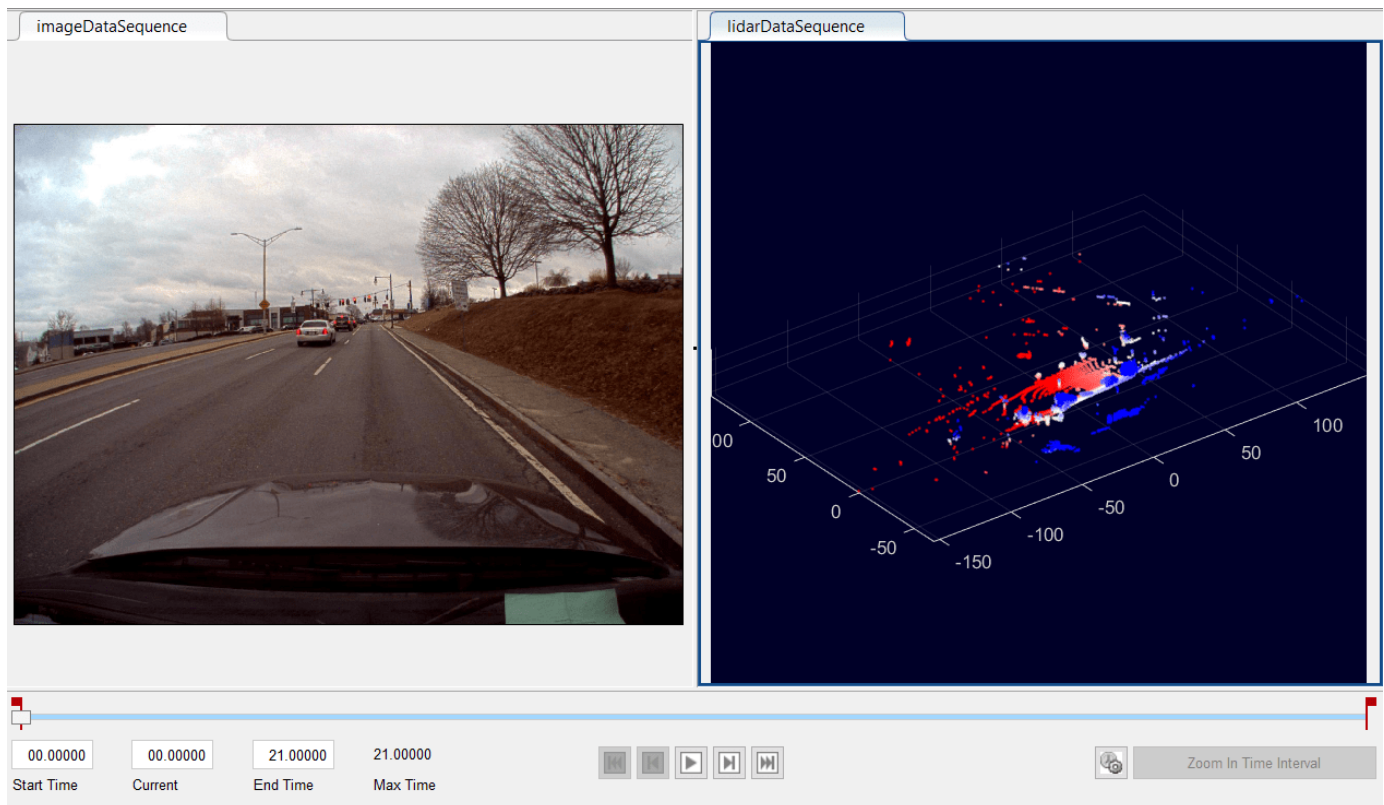 imageDataSequence
lidarDataSequence
00
50
0
-50
-150
-100
-50
0
50
100
00.00000
00.00000
21.00000
21.00000
Start Time
Current
End Time
Max Time
Zoom In Time Interval